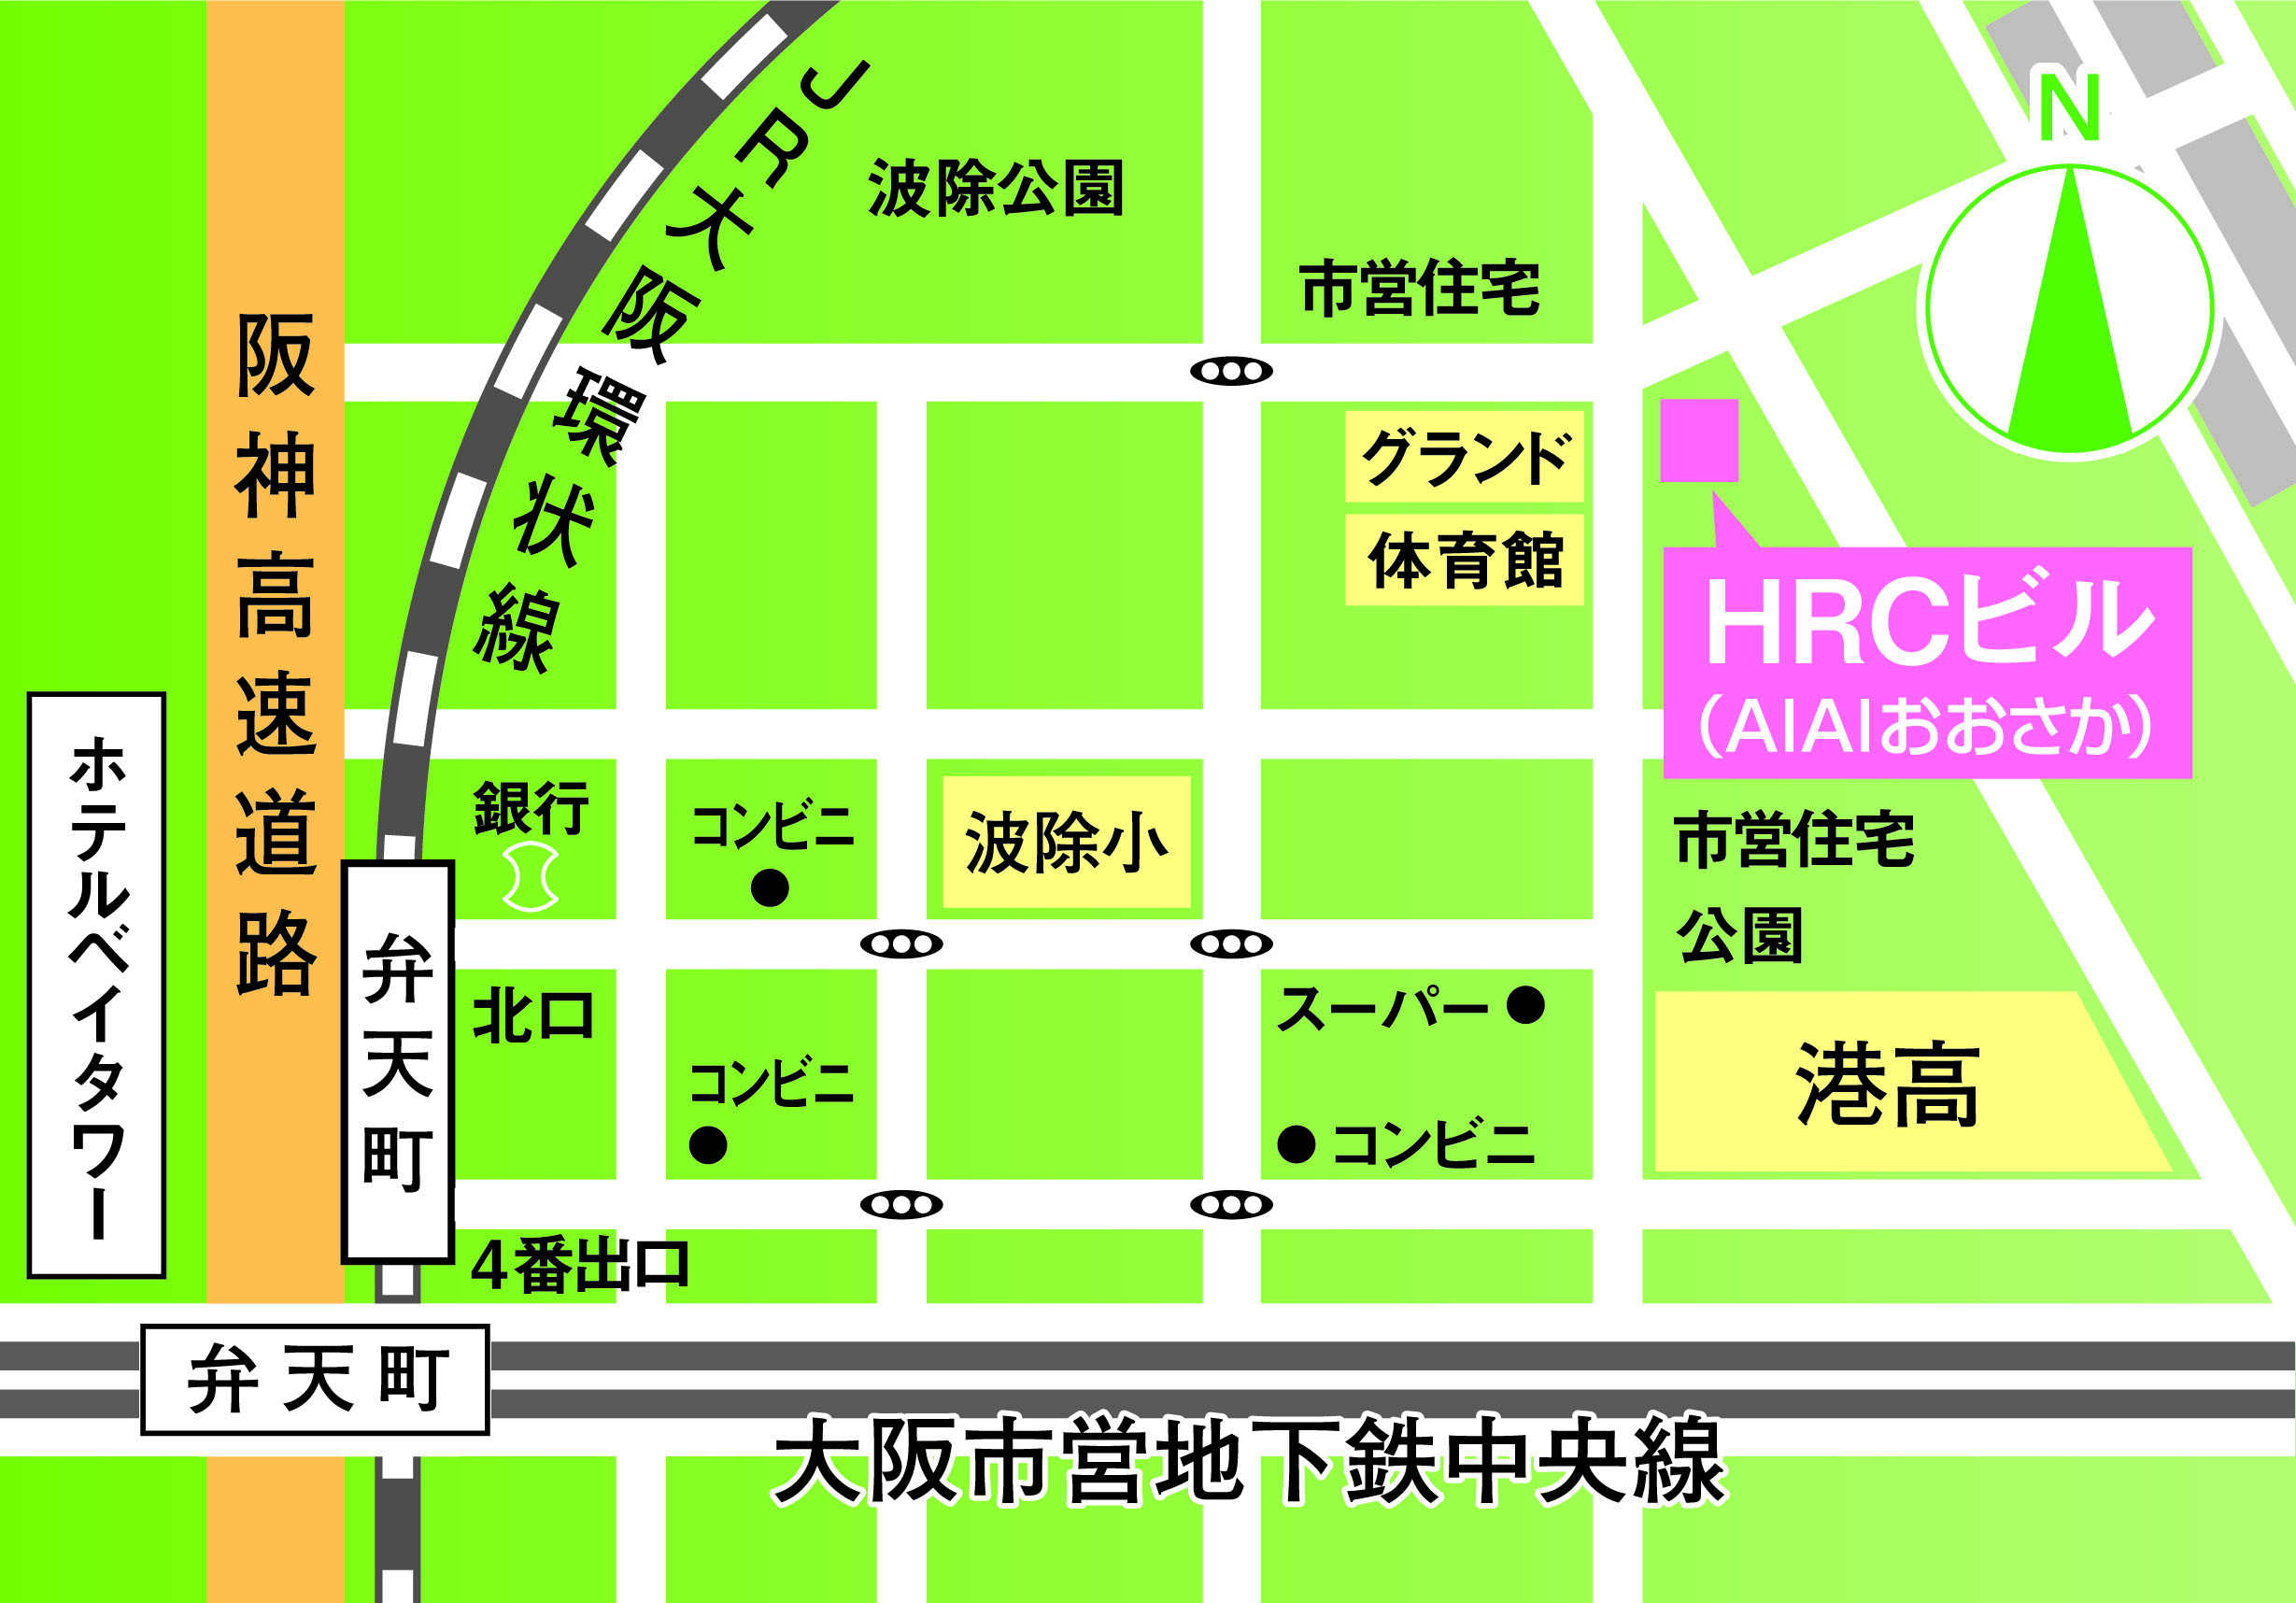 JR大阪環状線
波除公園
N
市営住宅
阪神高速道路
グランド
体育館
HRCビル
(AIAIおおさか)
ホテルベイタワー
銀行
コンビニ
波除小
市営住宅
公園
弁天町
北口
スーパー
コンビニ
コンビニ
港高
4番出口
弁天町
大阪市営地下鉄中央線